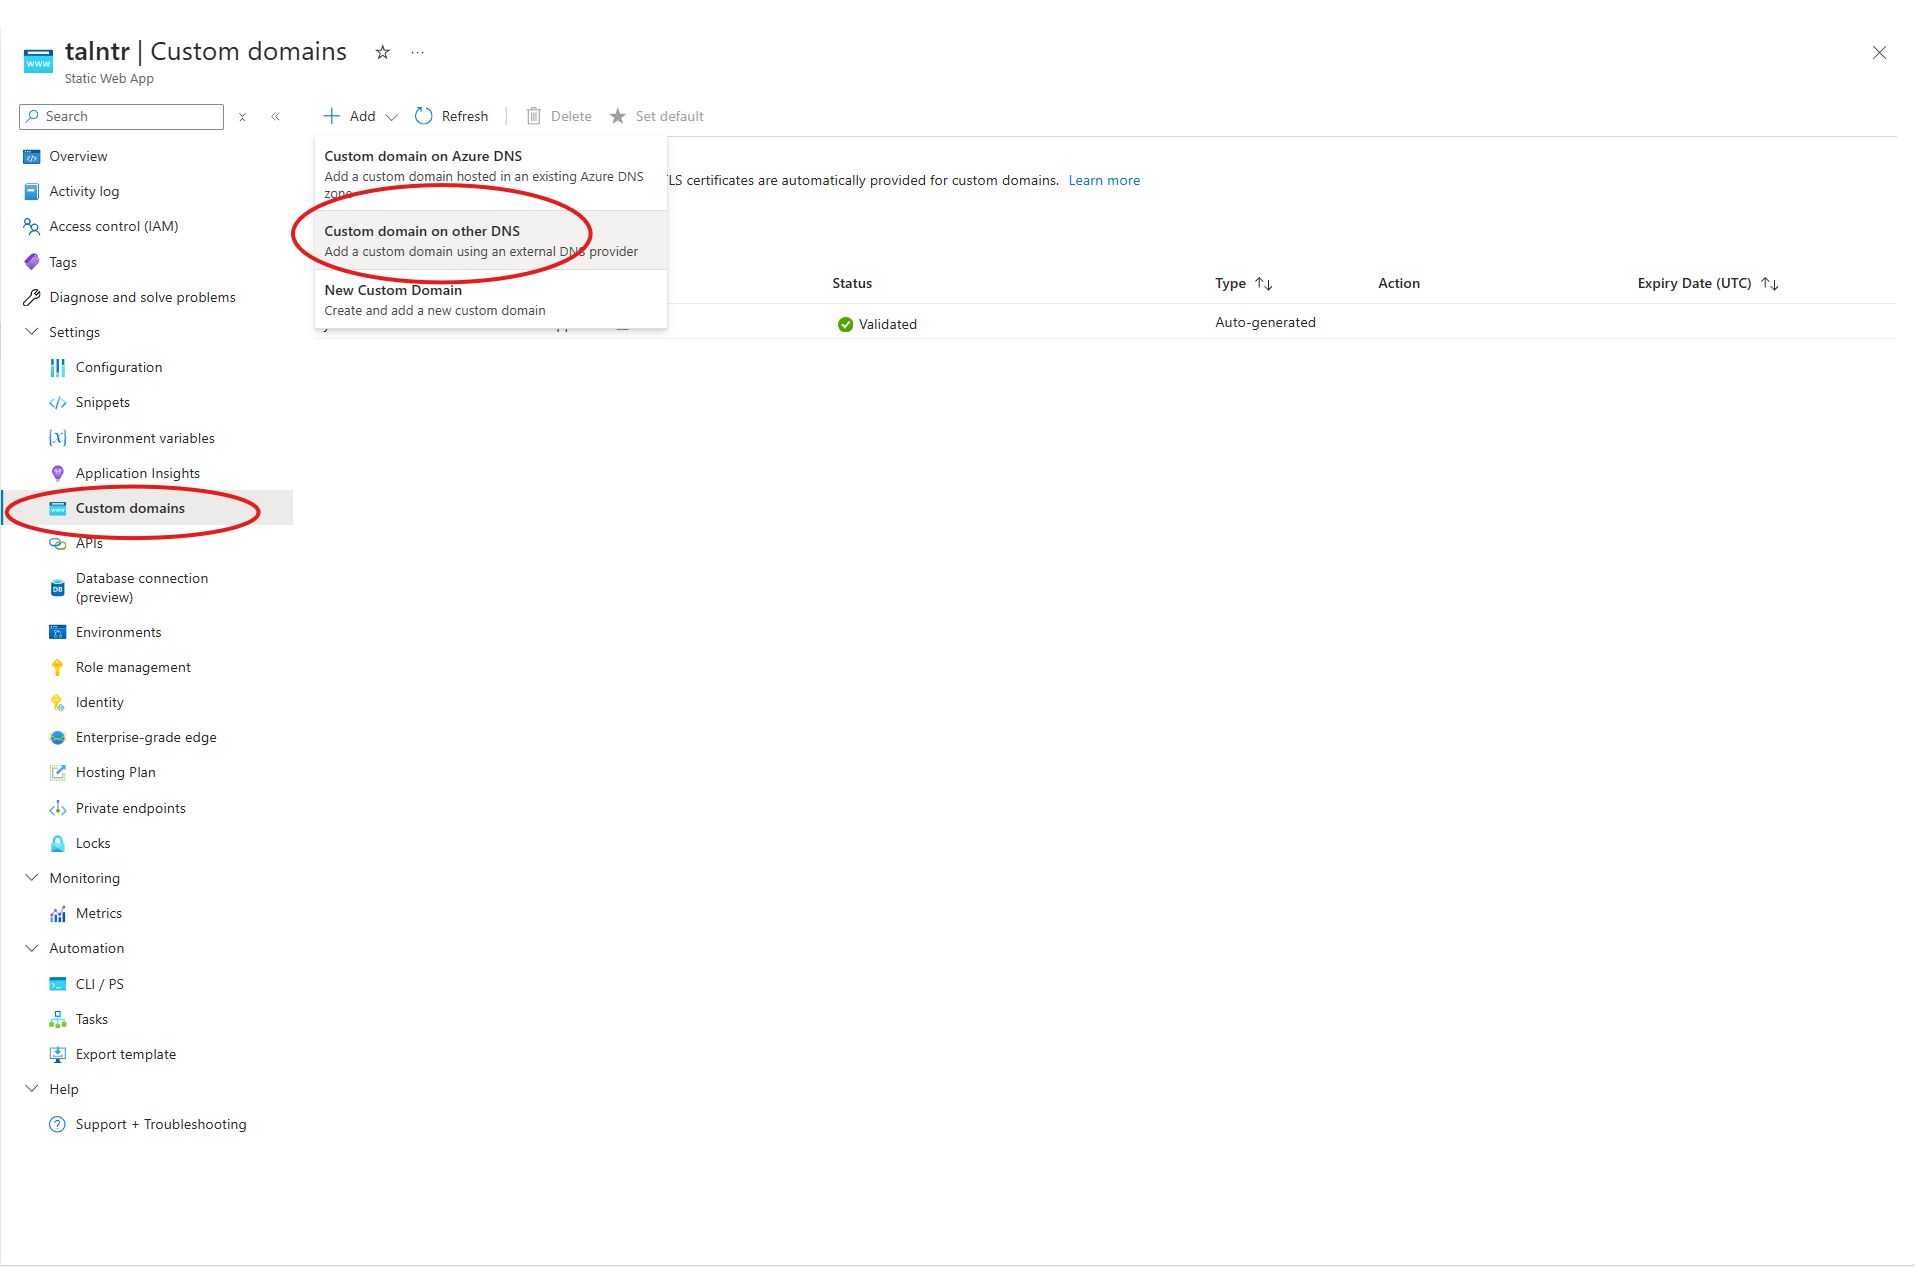 talntr | Custom domains
Static Web App
Search
Add
Refresh
Delete
Set default
Overview
Activity log
Access control (IAM)
Tags
Diagnose and solve problems
Settings
Configuration
Snippets
Environment variables
Application Insights
Custom domains
APIs
Database connection
(preview)
Environments
Role management
Identity
Enterprise-grade edge
Hosting Plan
Private endpoints
Locks
Monitoring
Metrics
Automation
CLI / PS
Tasks
Export template
Help
Support + Troubleshooting
Custom domain on Azure DNS
Add a custom domain hosted in an existing Azure DNS
zone
Custom domain on other DNS
Add a custom domain using an external DNS provider
New Custom Domain
Create and add a new custom domain
certificates are automatically provided for custom domains. Learn more
Status Type Action Expiry Date (UTC)
Validated Auto-generated